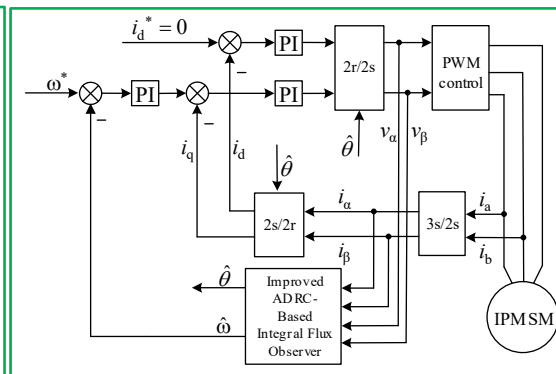 i_d^* = 0
PI
2r/2s
PWM
control
ω*
PI
PI
v_α
v_β
i_q
i_d
θ̂
θ̂
2s/2r
i_α
i_β
3s/2s
i_a
i_b
θ̂
ω̂
Improved
ADRC-
Based
Integral Flux
Observer
IPMSM